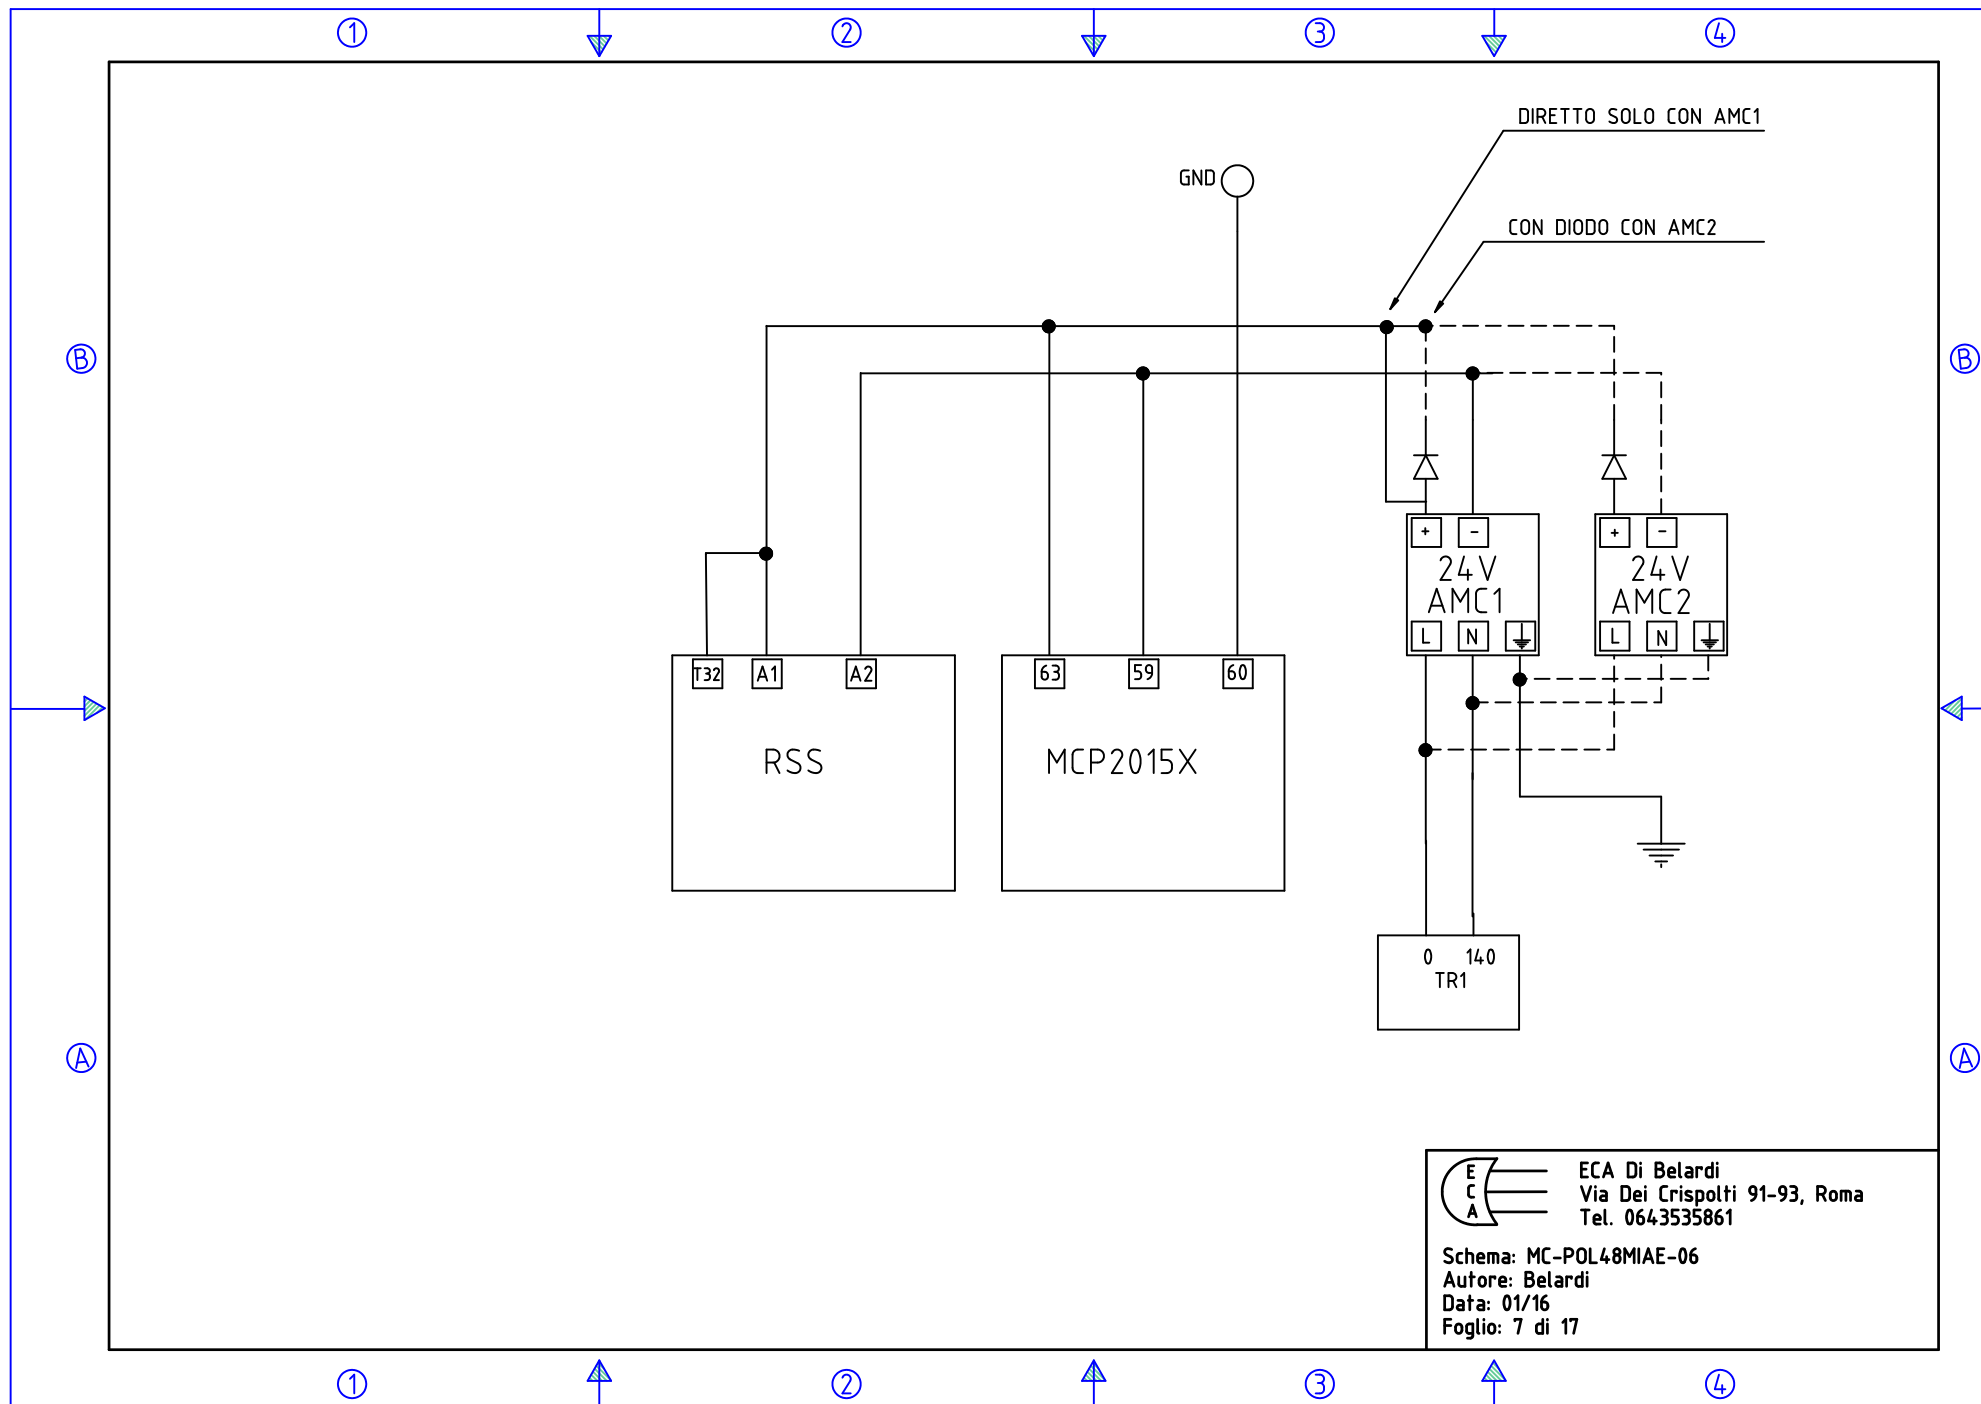 1 2 3 4
DIRETTO SOLO CON AMC1
GND
CON DIODO CON AMC2
B B
+ - + -
24V 24V
AMC1 AMC2
L N L N
T32 A1 A2 63 59 60
RSS MCP2015X
0 140
TR1
A A
E
C
A
ECA Di Belardi
Via Dei Crispolti 91-93, Roma
Tel. 0643535861
Schema: MC-POL48MIAE-06
Autore: Belardi
Data: 01/16
Foglio: 7 di 17
1 2 3 4